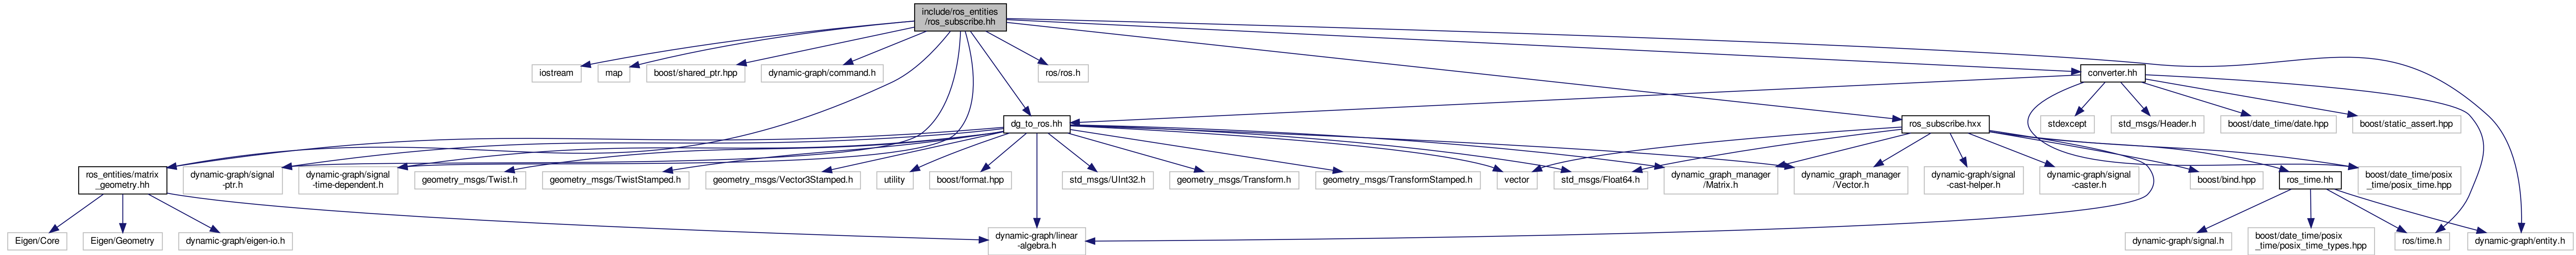 include/ros_entities
/ros_subscribe.hh
iostream
map
boost/shared_ptr.hpp
dynamic-graph/command.h
ros/ros.h
converter.hh
dg_to_ros.hh
ros_subscribe.hxx
stdexcept
std_msgs/Header.h
boost/date_time/date.hpp
boost/static_assert.hpp
ros_entities/matrix
_geometry.hh
dynamic-graph/signal
-ptr.h
dynamic-graph/signal
-time-dependent.h
geometry_msgs/Twist.h
geometry_msgs/TwistStamped.h
geometry_msgs/Vector3Stamped.h
utility
boost/format.hpp
std_msgs/UInt32.h
geometry_msgs/Transform.h
geometry_msgs/TransformStamped.h
vector
std_msgs/Float64.h
dynamic_graph_manager
/Matrix.h
dynamic_graph_manager
/Vector.h
dynamic-graph/signal
-cast-helper.h
dynamic-graph/signal
-caster.h
boost/bind.hpp
ros_time.hh
boost/date_time/posix
_time/posix_time.hpp
Eigen/Core
Eigen/Geometry
dynamic-graph/eigen-io.h
dynamic-graph/linear
-algebra.h
dynamic-graph/signal.h
boost/date_time/posix
_time/posix_time_types.hpp
ros/time.h
dynamic-graph/entity.h